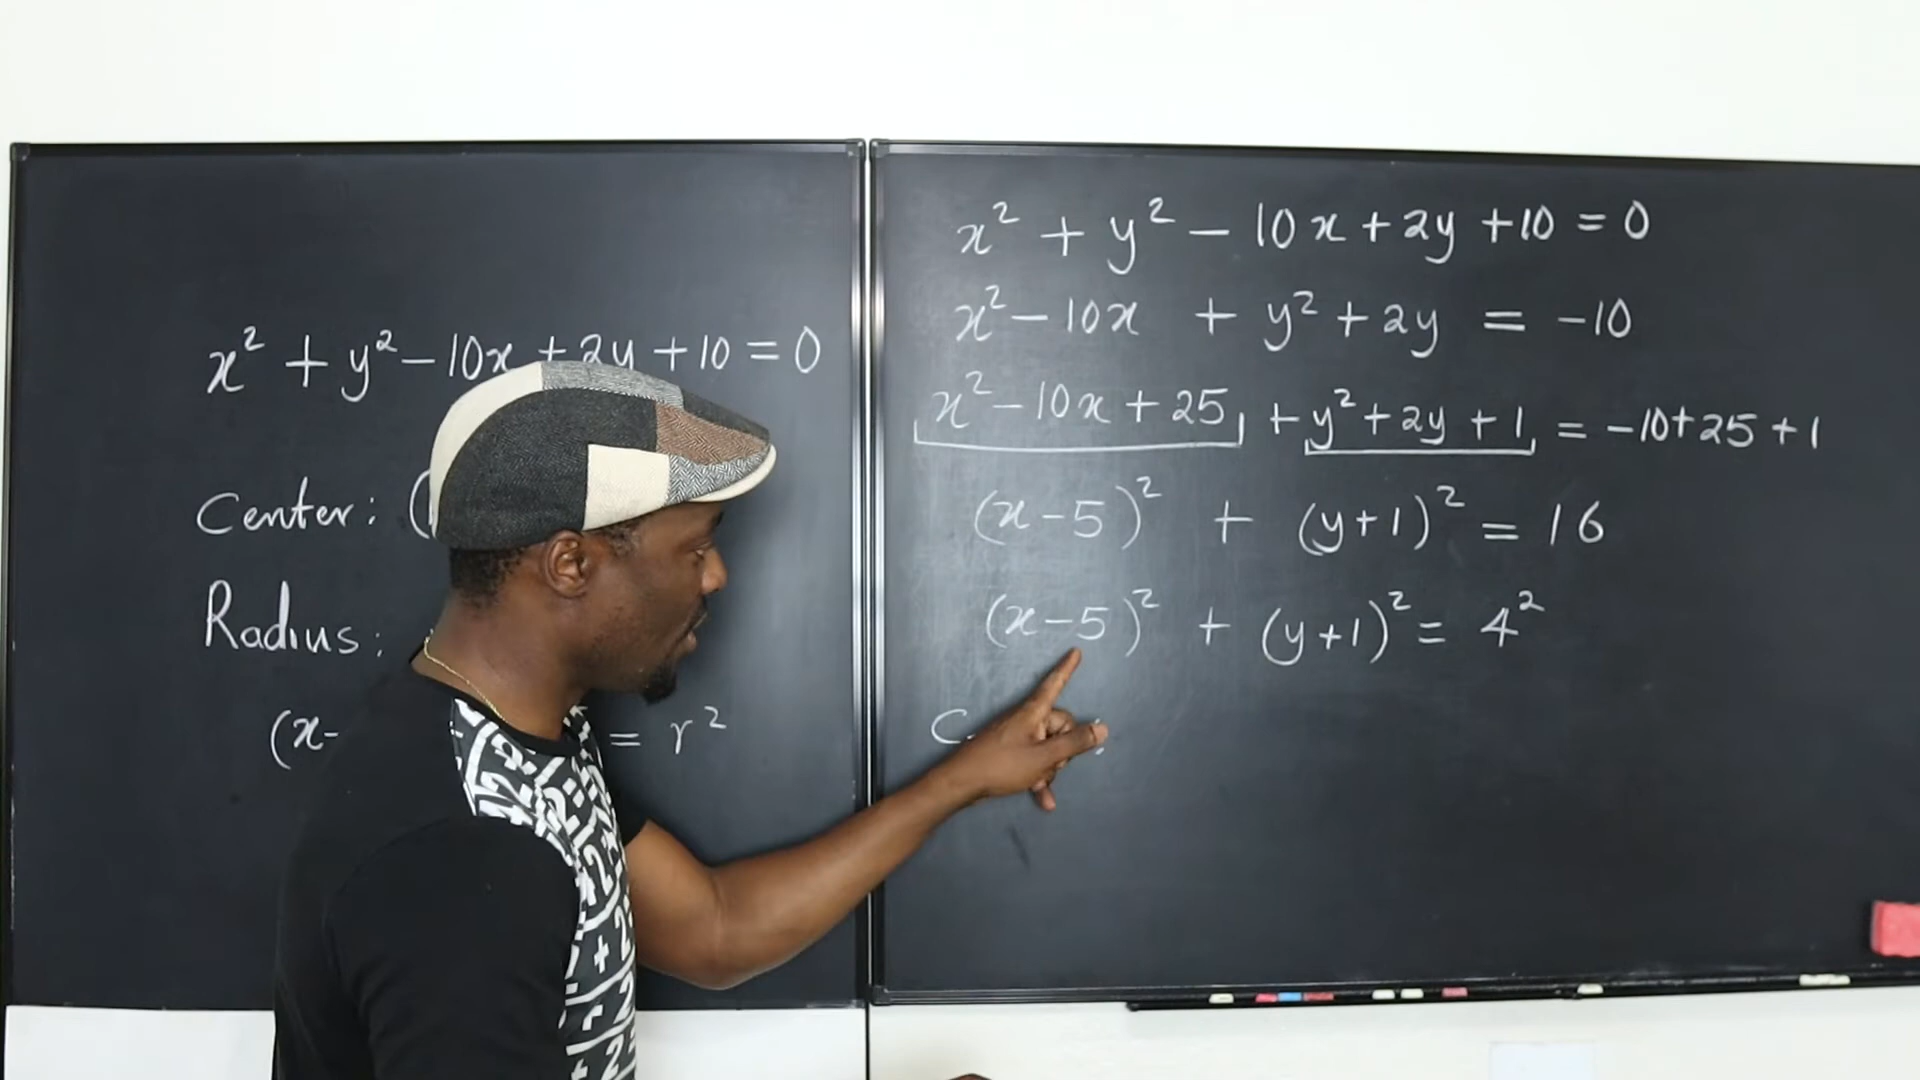 x² + y² − 10x + 2y + 10 = 0
Center: (
Radius:
(x- = r²
x² + y² − 10x + 2y + 10 = 0
x² − 10x + y² + 2y = −10
x² − 10x + 25 + y² + 2y + 1 = −10 + 25 + 1
(x − 5)² + (y + 1)² = 16
(x − 5)² + (y + 1)² = 4²
C :